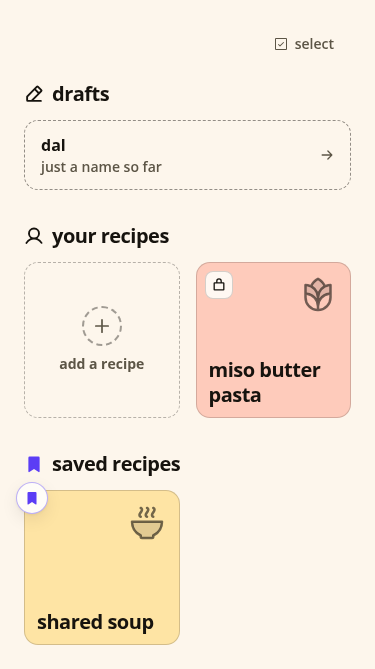 select
drafts
dal
just a name so far
your recipes
add a recipe
miso butter
pasta
saved recipes
shared soup